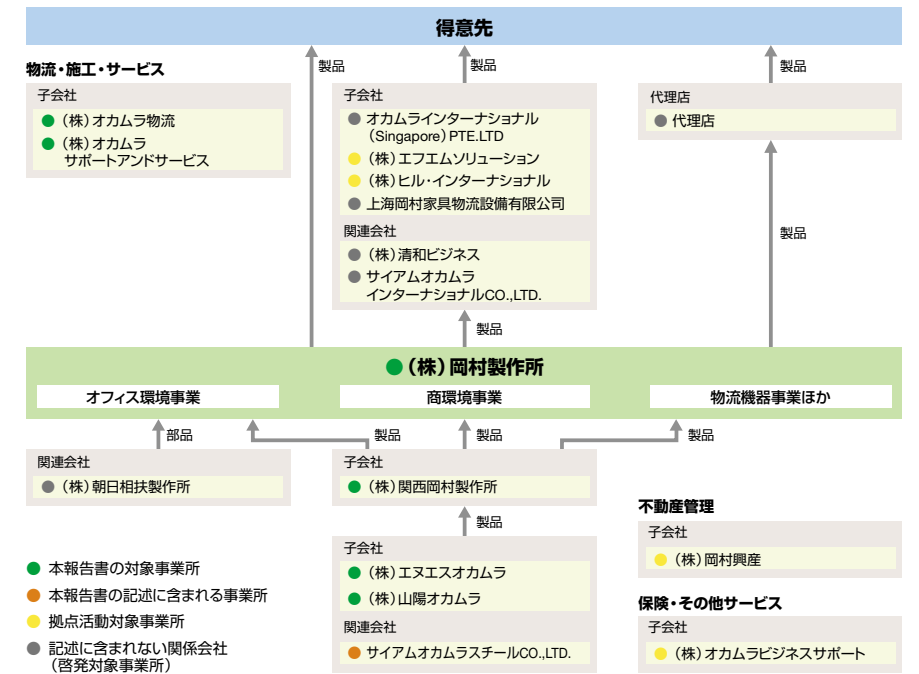 得意先
物流・施工・サービス
子会社
(株)オカムラ物流
(株)オカムラ
サポートアンドサービス
製品
製品
子会社
オカムラインターナショナル
(Singapore)PTE.LTD
(株)エフエムソリューション
(株)ヒル・インターナショナル
上海岡村家具物流設備有限公司
関連会社
(株)清和ビジネス
サイアムオカムラ
インターナショナルCO.,LTD.
製品
製品
代理店
代理店
製品
(株)岡村製作所
オフィス環境事業
商環境事業
物流機器事業ほか
部品
製品
製品
製品
関連会社
(株)朝日相扶製作所
子会社
(株)関西岡村製作所
製品
子会社
(株)エヌエスオカムラ
(株)山陽オカムラ
関連会社
サイアムオカムラスチールCO.,LTD.
不動産管理
子会社
(株)岡村興産
保険・その他サービス
子会社
(株)オカムラビジネスサポート
本報告書の対象事業所
本報告書の記述に含まれる事業所
拠点活動対象事業所
記述に含まれない関係会社
(啓発対象事業所)